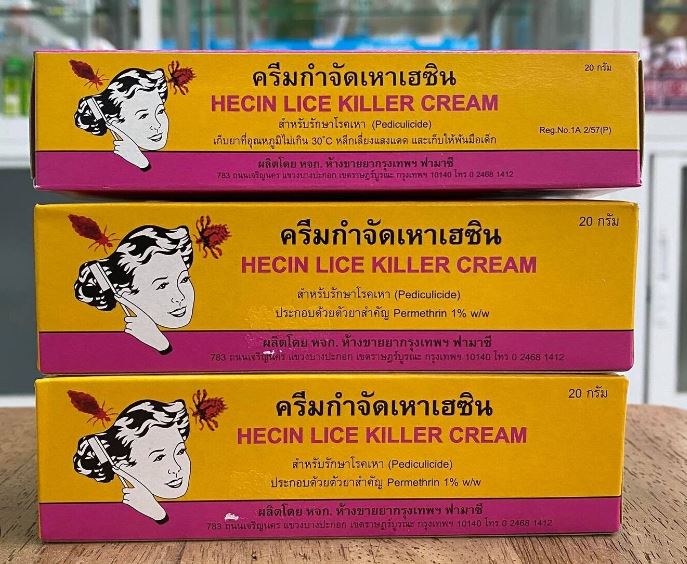 ครีมกำจัดเหาเฮซิน
20 กรัม
HECIN LICE KILLER CREAM
สำหรับรักษาโรคเหา (Pediculicide)
Reg.No.1A 2/57(P)
เก็บยาที่อุณหภูมิไม่เกิน 30°C หลีกเลี่ยงแสงแดด และเก็บให้พ้นมือเด็ก
ผลิตโดย หจก. ห้างขายยากรุงเทพฯ ฟามาซี
783 ถนนเจริญนคร แขวงบางปะกอก เขตราษฎร์บูรณะ กรุงเทพฯ 10140 โทร 0 2468 1412
ครีมกำจัดเหาเฮซิน
20 กรัม
HECIN LICE KILLER CREAM
สำหรับรักษาโรคเหา (Pediculicide)
ประกอบด้วยตัวยาสำคัญ Permethrin 1% w/w
ผลิตโดย หจก. ห้างขายยากรุงเทพฯ ฟามาซี
783 ถนนเจริญนคร แขวงบางปะกอก เขตราษฎร์บูรณะ กรุงเทพฯ 10140 โทร 0 2468 1412
ครีมกำจัดเหาเฮซิน
20 กรัม
HECIN LICE KILLER CREAM
สำหรับรักษาโรคเหา (Pediculicide)
ประกอบด้วยตัวยาสำคัญ Permethrin 1% w/w
ผลิตโดย หจก. ห้างขายยากรุงเทพฯ ฟามาซี
783 ถนนเจริญนคร แขวงบางปะกอก เขตราษฎร์บูรณะ กรุงเทพฯ 10140 โทร 0 2468 1412